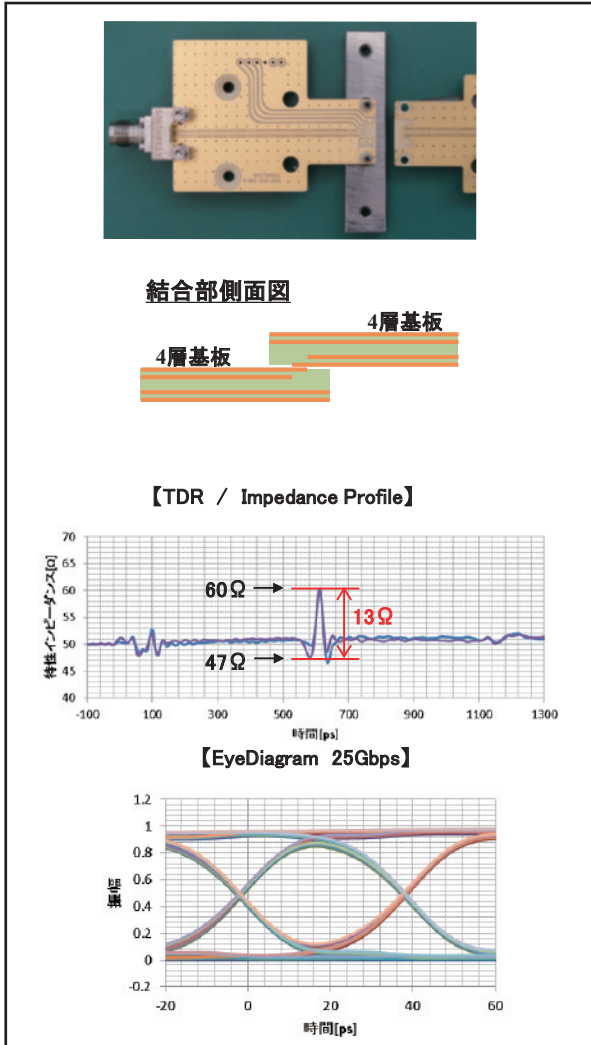 結合部側面図
4層基板
4層基板
【TDR / Impedance Profile】
特性インピーダンス[Ω]
70
65
60
55
50
45
40
60Ω
47Ω
13Ω
-100 100 300 500 700 900 1100 1300
時間[ps]
【EyeDiagram 25Gbps】
振幅
1.2
1
0.8
0.6
0.4
0.2
0
-0.2
-20 0 20 40 60
時間[ps]